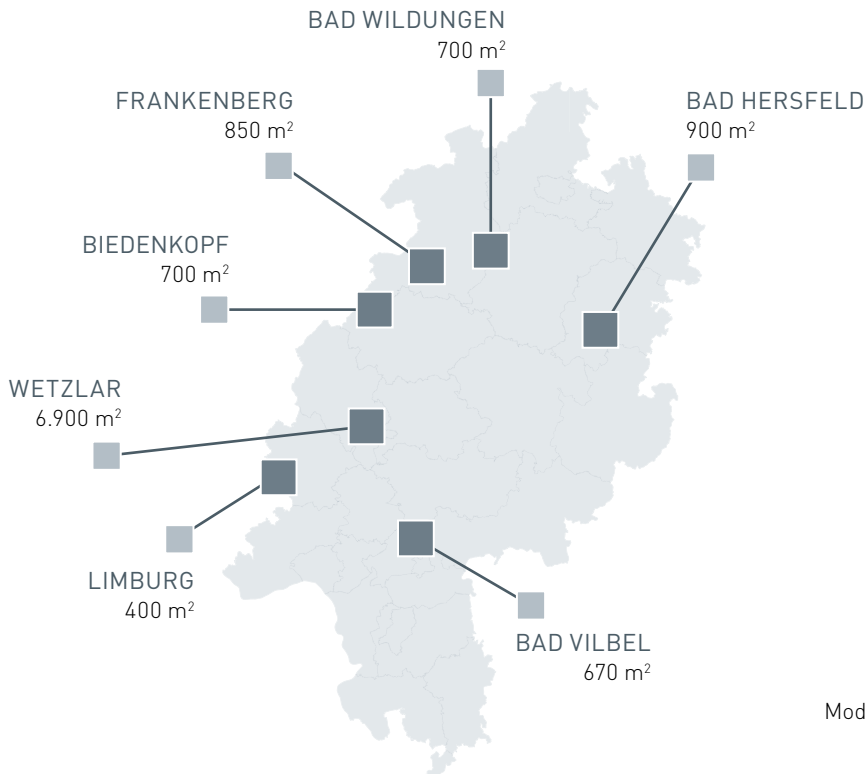 BAD WILDUNGEN
700 m²
FRANKENBERG
850 m²
BAD HERSFELD
900 m²
BIEDENKOPF
700 m²
WETZLAR
6.900 m²
LIMBURG
400 m²
BAD VILBEL
670 m²
Mod